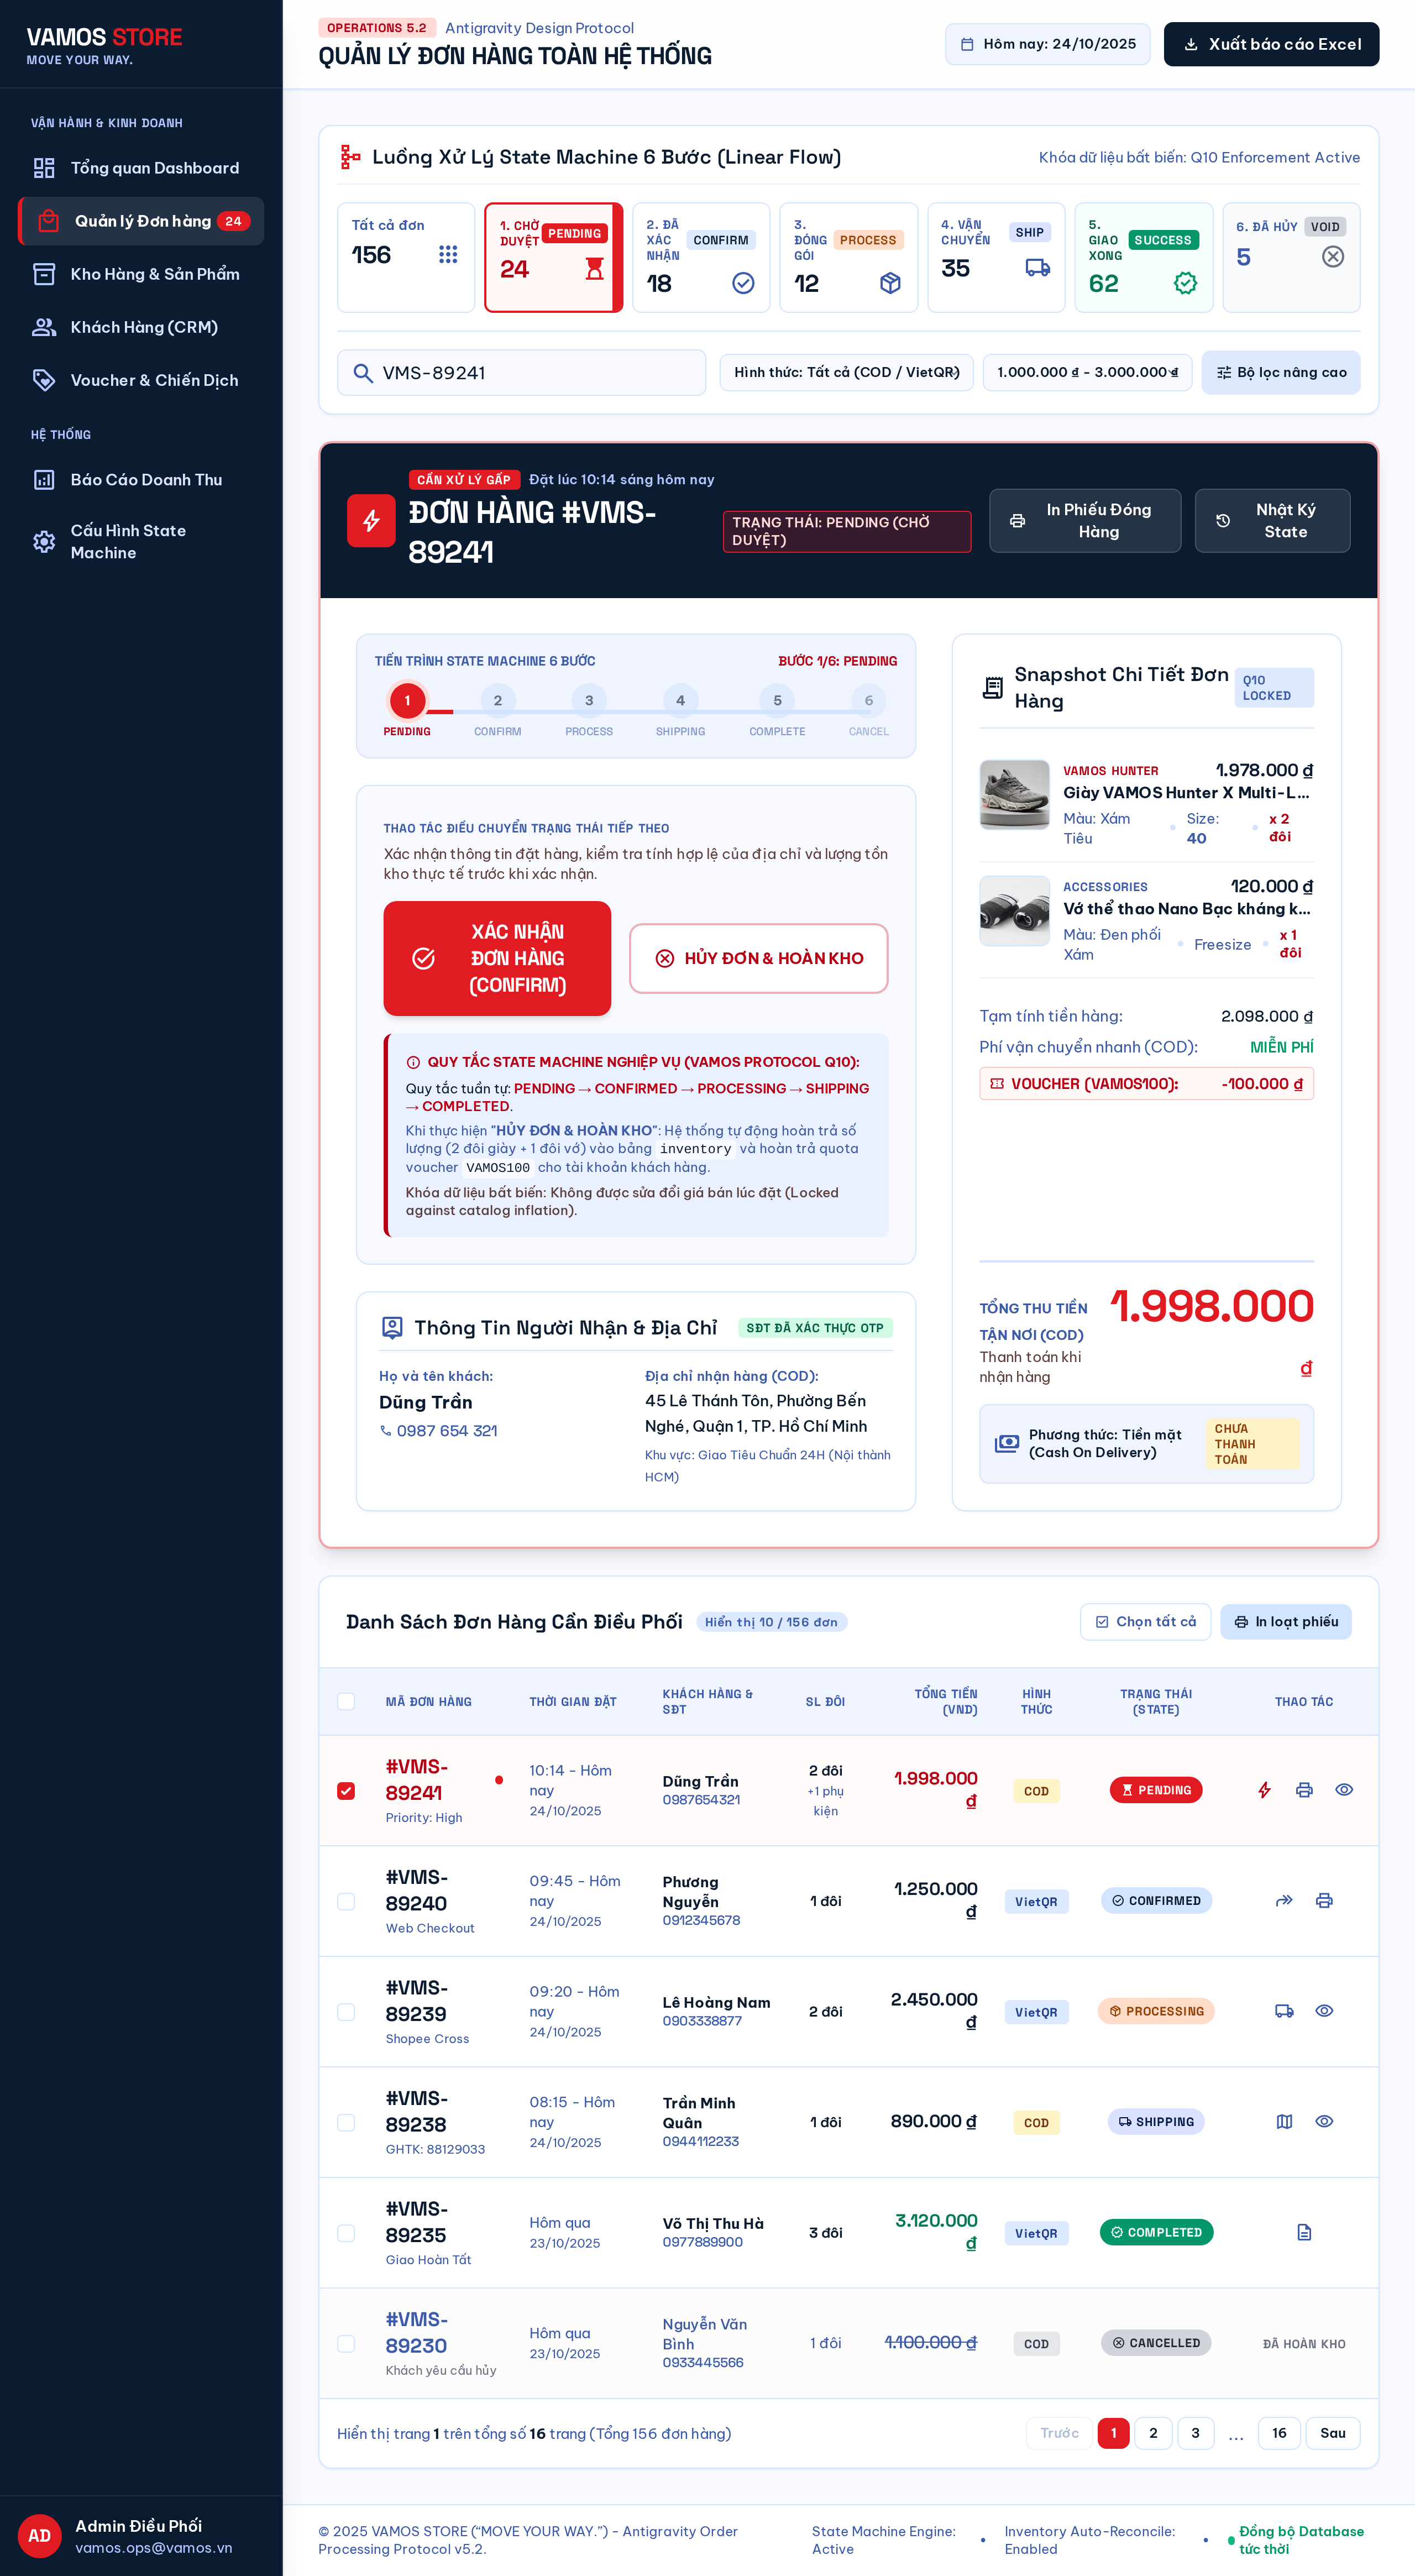 VAMOS STORE
MOVE YOUR WAY.
VẬN HÀNH & KINH DOANH
Tổng quan Dashboard
Quản lý Đơn hàng 24
Kho Hàng & Sản Phẩm
Khách Hàng (CRM)
Voucher & Chiến Dịch
HỆ THỐNG
Báo Cáo Doanh Thu
Cấu Hình State
Machine
AD
Admin Điều Phối
vamos.ops@vamos.vn
OPERATIONS 5.2 Antigravity Design Protocol
QUẢN LÝ ĐƠN HÀNG TOÀN HỆ THỐNG
Hôm nay: 24/10/2025
Xuất báo cáo Excel
Luồng Xử Lý State Machine 6 Bước (Linear Flow)
Khóa dữ liệu bất biến: Q10 Enforcement Active
Tất cả đơn
156
1. CHỜ
DUYỆT
PENDING
24
2. ĐÃ
XÁC
NHẬN
CONFIRM
18
3.
ĐÓNG
GÓI
PROCESS
12
4. VẬN
CHUYỂN
SHIP
35
5.
GIAO
XONG
SUCCESS
62
6. ĐÃ HỦY
VOID
5
VMS-89241
Hình thức: Tất cả (COD / VietQR)
1.000.000 ₫ - 3.000.000 ₫
Bộ lọc nâng cao
CẦN XỬ LÝ GẤP Đặt lúc 10:14 sáng hôm nay
ĐƠN HÀNG #VMS-
89241
TRẠNG THÁI: PENDING (CHỜ
DUYỆT)
In Phiếu Đóng
Hàng
Nhật Ký
State
TIẾN TRÌNH STATE MACHINE 6 BƯỚC
BƯỚC 1/6: PENDING
1 2 3 4 5 6
PENDING CONFIRM PROCESS SHIPPING COMPLETE CANCEL
THAO TÁC ĐIỀU CHUYỂN TRẠNG THÁI TIẾP THEO
Xác nhận thông tin đặt hàng, kiểm tra tính hợp lệ của địa chỉ và lượng tồn
kho thực tế trước khi xác nhận.
XÁC NHẬN
ĐƠN HÀNG
(CONFIRM)
HỦY ĐƠN & HOÀN KHO
QUY TẮC STATE MACHINE NGHIỆP VỤ (VAMOS PROTOCOL Q10):
Quy tắc tuần tự: PENDING → CONFIRMED → PROCESSING → SHIPPING
→ COMPLETED.
Khi thực hiện "HỦY ĐƠN & HOÀN KHO": Hệ thống tự động hoàn trả số
lượng (2 đôi giày + 1 đôi vớ) vào bảng inventory và hoàn trả quota
voucher VAMOS100 cho tài khoản khách hàng.
Khóa dữ liệu bất biến: Không được sửa đổi giá bán lúc đặt (Locked
against catalog inflation).
Thông Tin Người Nhận & Địa Chỉ
SĐT ĐÃ XÁC THỰC OTP
Họ và tên khách:
Dũng Trần
0987 654 321
Địa chỉ nhận hàng (COD):
45 Lê Thánh Tôn, Phường Bến
Nghé, Quận 1, TP. Hồ Chí Minh
Khu vực: Giao Tiêu Chuẩn 24H (Nội thành
HCM)
Snapshot Chi Tiết Đơn
Hàng
Q10
LOCKED
VAMOS HUNTER 1.978.000 ₫
Giày VAMOS Hunter X Multi-L...
Màu: Xám
Tiêu
Size:
40
x 2
đôi
ACCESSORIES 120.000 ₫
Vớ thể thao Nano Bạc kháng k...
Màu: Đen phối
Xám
Freesize
x 1
đôi
Tạm tính tiền hàng: 2.098.000 ₫
Phí vận chuyển nhanh (COD): MIỄN PHÍ
VOUCHER (VAMOS100): -100.000 ₫
TỔNG THU TIỀN
TẬN NƠI (COD)
Thanh toán khi
nhận hàng
1.998.000
₫
Phương thức: Tiền mặt
(Cash On Delivery)
CHƯA
THANH
TOÁN
Danh Sách Đơn Hàng Cần Điều Phối
Hiển thị 10 / 156 đơn
Chọn tất cả
In loạt phiếu
MÃ ĐƠN HÀNG
THỜI GIAN ĐẶT
KHÁCH HÀNG &
SĐT
SL ĐÔI
TỔNG TIỀN
(VND)
HÌNH
THỨC
TRẠNG THÁI
(STATE)
THAO TÁC
#VMS-
89241
Priority: High
10:14 - Hôm
nay
24/10/2025
Dũng Trần
0987654321
2 đôi
+1 phụ
kiện
1.998.000
₫
COD
PENDING
#VMS-
89240
Web Checkout
09:45 - Hôm
nay
24/10/2025
Phương
Nguyễn
0912345678
1 đôi
1.250.000
₫
VietQR
CONFIRMED
#VMS-
89239
Shopee Cross
09:20 - Hôm
nay
24/10/2025
Lê Hoàng Nam
0903338877
2 đôi
2.450.000
₫
VietQR
PROCESSING
#VMS-
89238
GHTK: 88129033
08:15 - Hôm
nay
24/10/2025
Trần Minh
Quân
0944112233
1 đôi
890.000 ₫
COD
SHIPPING
#VMS-
89235
Giao Hoàn Tất
Hôm qua
23/10/2025
Võ Thị Thu Hà
0977889900
3 đôi
3.120.000
₫
VietQR
COMPLETED
#VMS-
89230
Khách yêu cầu hủy
Hôm qua
23/10/2025
Nguyễn Văn
Bình
0933445566
1 đôi
1.100.000 ₫
COD
CANCELLED
ĐÃ HOÀN KHO
Hiển thị trang 1 trên tổng số 16 trang (Tổng 156 đơn hàng)
Trước 1 2 3 ... 16 Sau
© 2025 VAMOS STORE (“MOVE YOUR WAY.”) - Antigravity Order
Processing Protocol v5.2.
State Machine Engine:
Active
•
Inventory Auto-Reconcile:
Enabled
•
Đồng bộ Database
tức thời